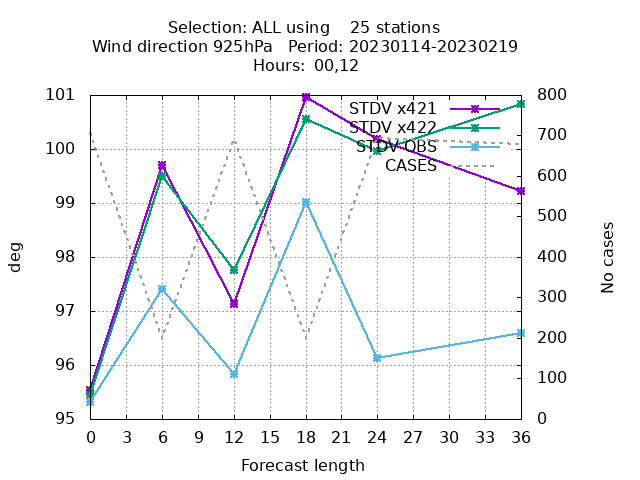 Selection: ALL using    25 stations
Wind direction 925hPa   Period: 20230114-20230219
Hours:  00,12
101
100
99
98
97
96
95
deg
800
700
600
500
400
300
200
100
0
No cases
STDV x421
STDV x422
STDV OBS
CASES
0 3 6 9 12 15 18 21 24 27 30 33 36
Forecast length